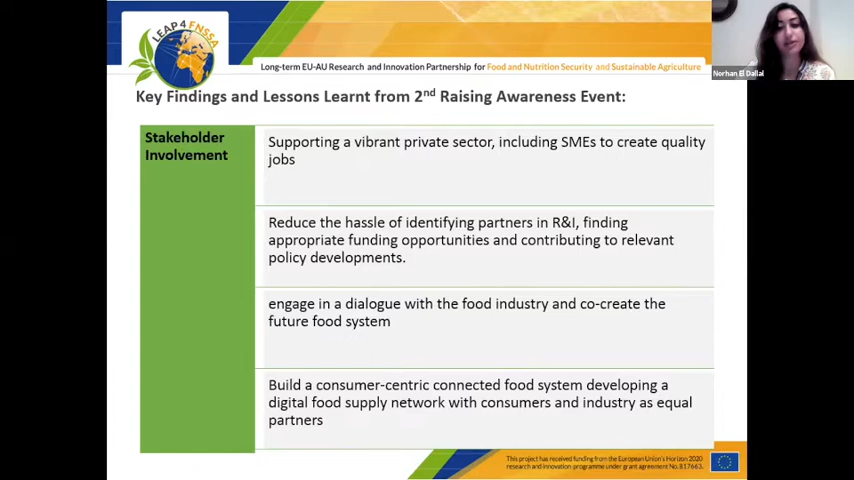 LEAP 4 FNSSA
Norhan El Dallal
Long-term EU-AU Research and Innovation Partnership for Food and Nutrition Security and Sustainable Agriculture
Key Findings and Lessons Learnt from 2nd Raising Awareness Event:
Stakeholder
Involvement
Supporting a vibrant private sector, including SMEs to create quality
jobs
Reduce the hassle of identifying partners in R&I, finding
appropriate funding opportunities and contributing to relevant
policy developments.
engage in a dialogue with the food industry and co-create the
future food system
Build a consumer-centric connected food system developing a
digital food supply network with consumers and industry as equal
partners
This project has received funding from the European Union's Horizon 2020
research and innovation programme under grant agreement No. 817663.